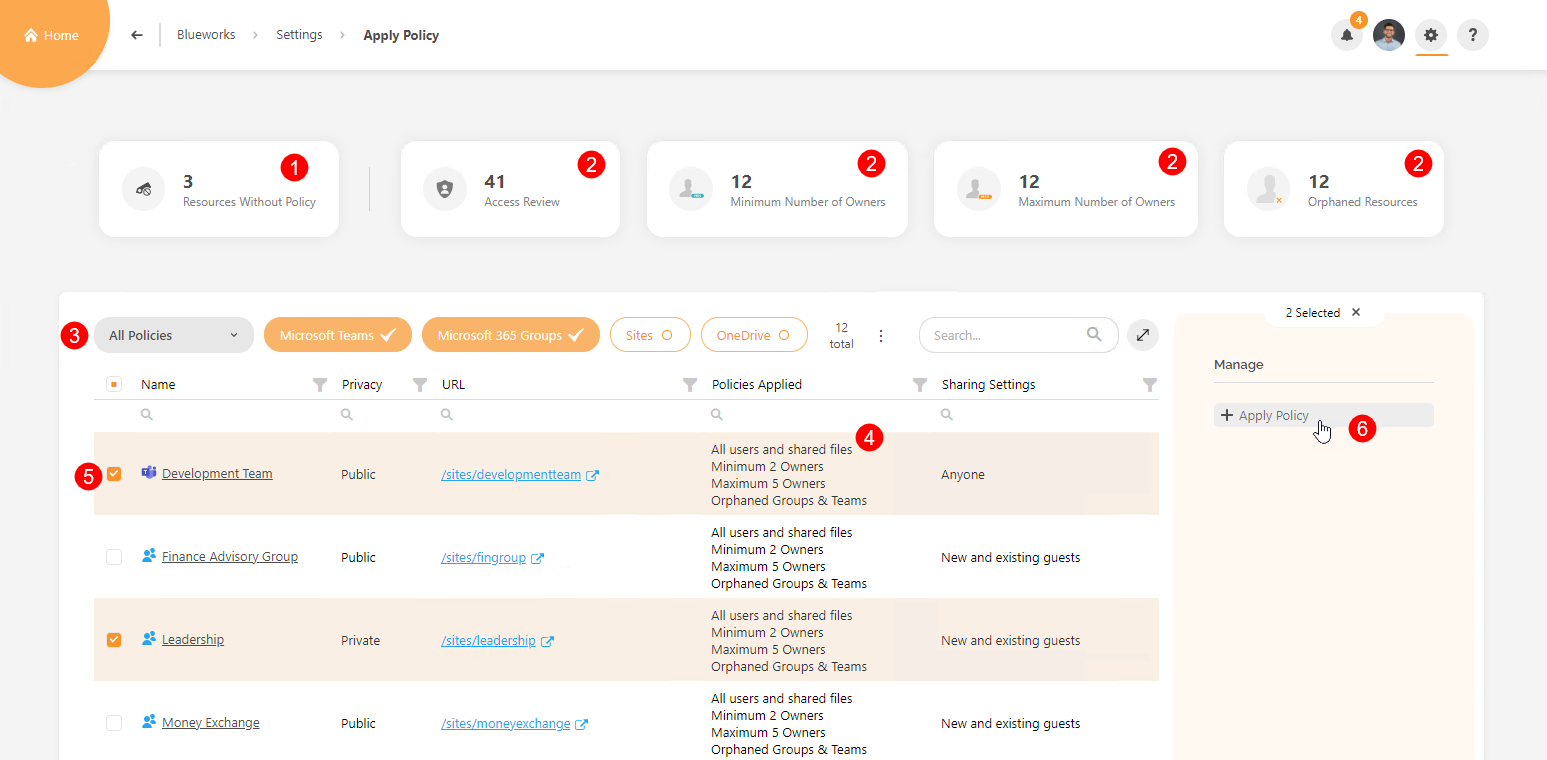 Home
Blueworks > Settings > Apply Policy
4
?
1
3
Resources Without Policy
2
41
Access Review
2
12
Minimum Number of Owners
2
12
Maximum Number of Owners
2
12
Orphaned Resources
3
All Policies
Microsoft Teams
Microsoft 365 Groups
Sites
OneDrive
12
total
Search...
Name
Privacy
URL
Policies Applied
Sharing Settings
5
Development Team
Public
/sites/developmentteam
4
All users and shared files
Minimum 2 Owners
Maximum 5 Owners
Orphaned Groups & Teams
Anyone
Finance Advisory Group
Public
/sites/fingroup
All users and shared files
Minimum 2 Owners
Maximum 5 Owners
Orphaned Groups & Teams
New and existing guests
Leadership
Private
/sites/leadership
All users and shared files
Minimum 2 Owners
Maximum 5 Owners
Orphaned Groups & Teams
New and existing guests
Money Exchange
Public
/sites/moneyexchange
All users and shared files
Minimum 2 Owners
Maximum 5 Owners
Orphaned Groups & Teams
New and existing guests
2 Selected
Manage
+ Apply Policy
6